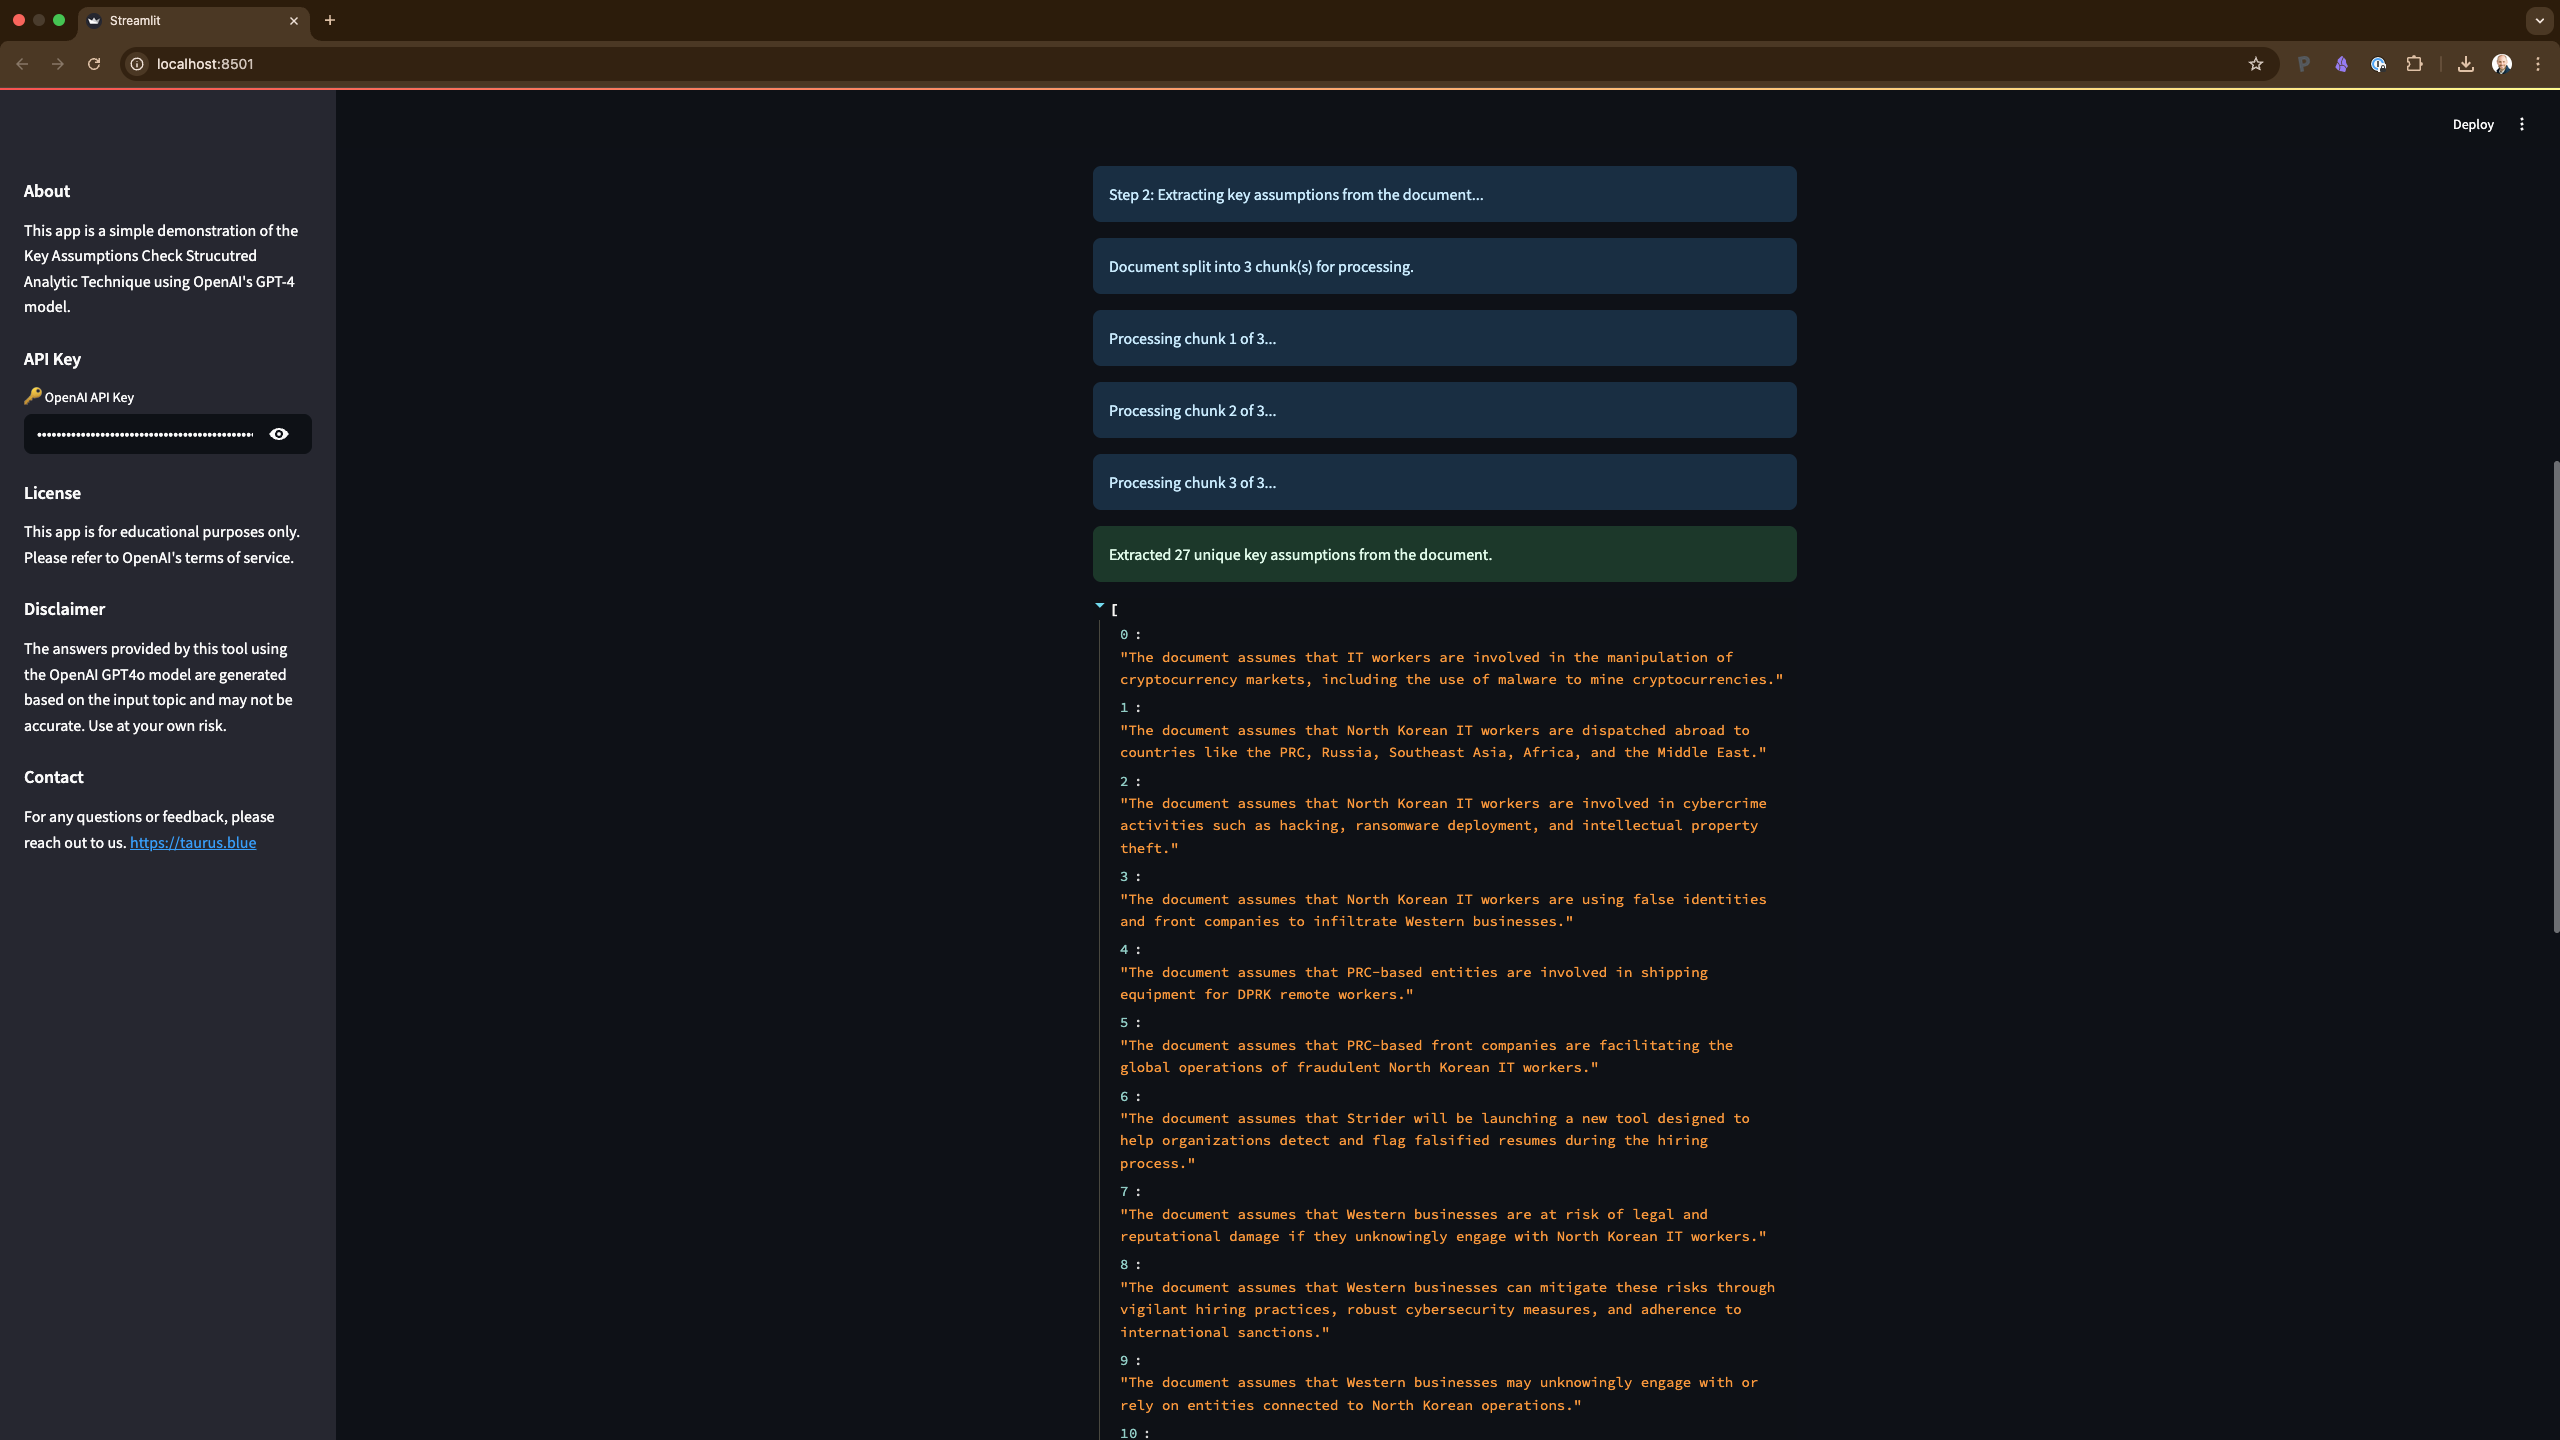 Streamlit
localhost:8501
Deploy
About
This app is a simple demonstration of the
Key Assumptions Check Strucutred
Analytic Technique using OpenAI's GPT-4
model.
API Key
OpenAI API Key
License
This app is for educational purposes only.
Please refer to OpenAI's terms of service.
Disclaimer
The answers provided by this tool using
the OpenAI GPT4o model are generated
based on the input topic and may not be
accurate. Use at your own risk.
Contact
For any questions or feedback, please
reach out to us. https://taurus.blue
Step 2: Extracting key assumptions from the document...
Document split into 3 chunk(s) for processing.
Processing chunk 1 of 3...
Processing chunk 2 of 3...
Processing chunk 3 of 3...
Extracted 27 unique key assumptions from the document.
[
0 :
"The document assumes that IT workers are involved in the manipulation of
cryptocurrency markets, including the use of malware to mine cryptocurrencies."
1 :
"The document assumes that North Korean IT workers are dispatched abroad to
countries like the PRC, Russia, Southeast Asia, Africa, and the Middle East."
2 :
"The document assumes that North Korean IT workers are involved in cybercrime
activities such as hacking, ransomware deployment, and intellectual property
theft."
3 :
"The document assumes that North Korean IT workers are using false identities
and front companies to infiltrate Western businesses."
4 :
"The document assumes that PRC-based entities are involved in shipping
equipment for DPRK remote workers."
5 :
"The document assumes that PRC-based front companies are facilitating the
global operations of fraudulent North Korean IT workers."
6 :
"The document assumes that Strider will be launching a new tool designed to
help organizations detect and flag falsified resumes during the hiring
process."
7 :
"The document assumes that Western businesses are at risk of legal and
reputational damage if they unknowingly engage with North Korean IT workers."
8 :
"The document assumes that Western businesses can mitigate these risks through
vigilant hiring practices, robust cybersecurity measures, and adherence to
international sanctions."
9 :
"The document assumes that Western businesses may unknowingly engage with or
rely on entities connected to North Korean operations."
10 :